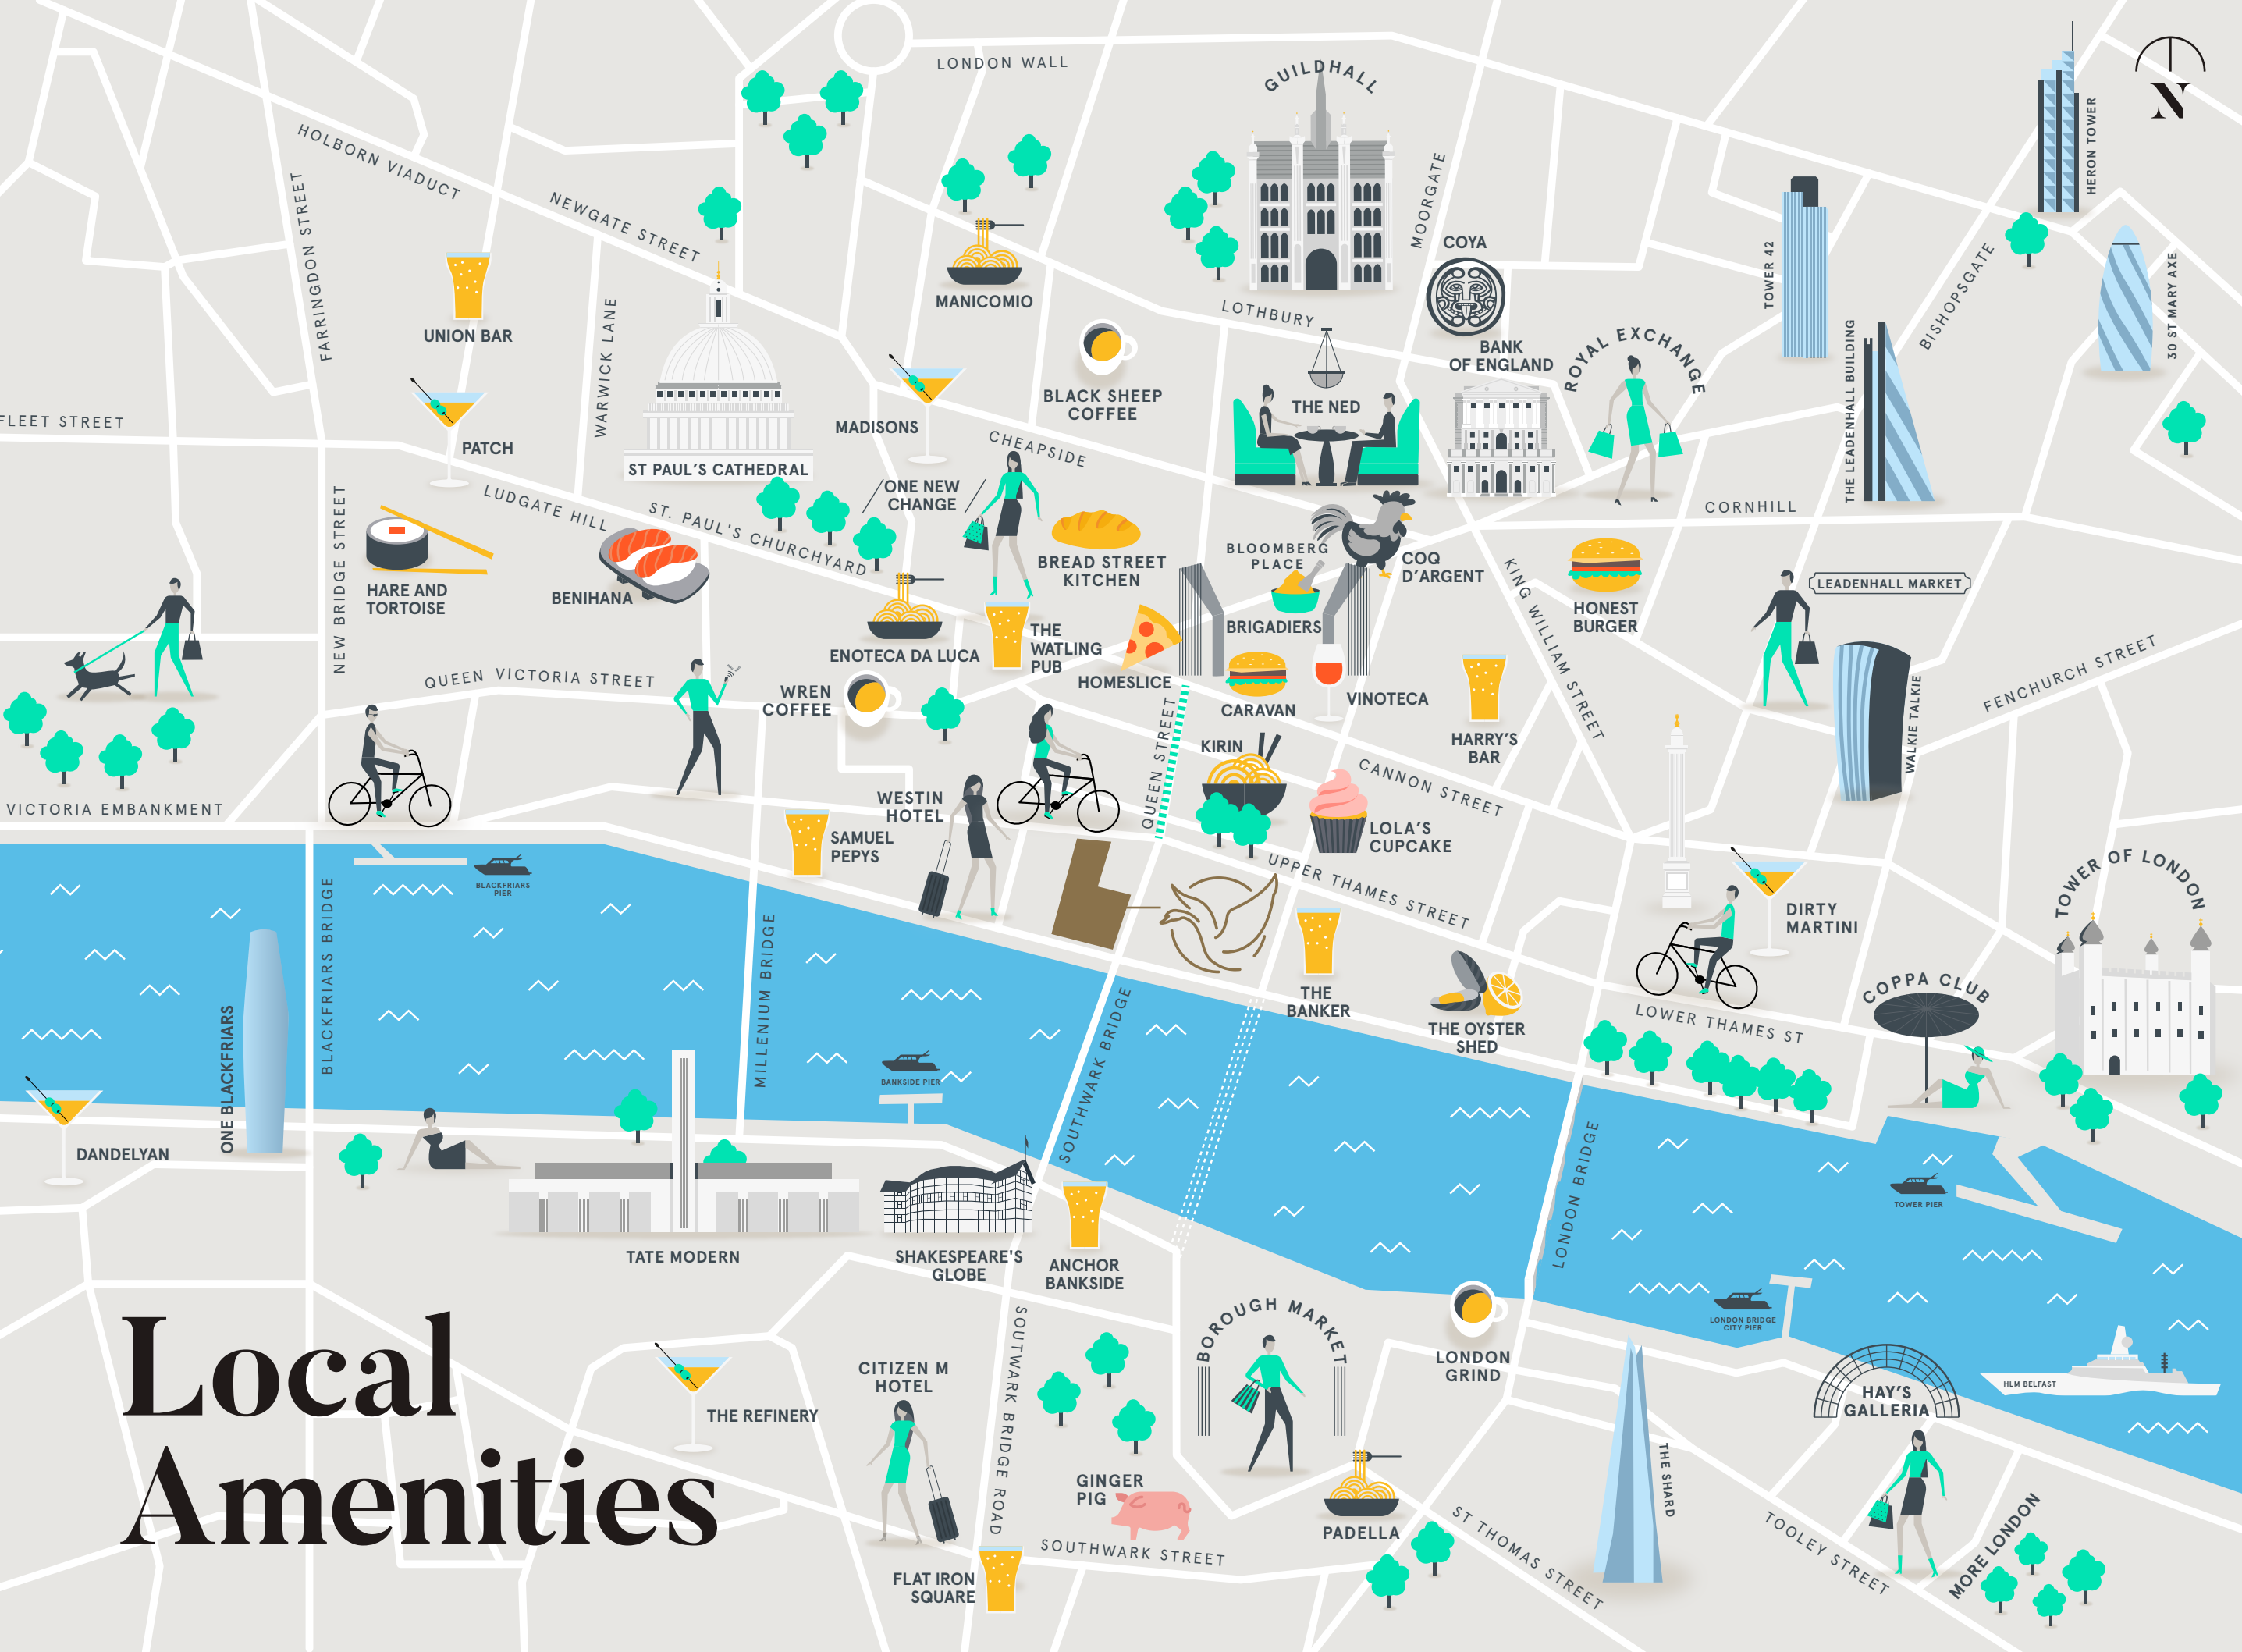 LONDON WALL
GUILDHALL
N
HERON TOWER
HOLBORN VIADUCT
FARRINGDON STREET
NEWGATE STREET
MOORGATE
COYA
TOWER 42
BISHOPSGATE
30 ST MARY AXE
UNION BAR
WARWICK LANE
MANICOMIO
LOTHBURY
BANK
OF ENGLAND
ROYAL EXCHANGE
THE LEADENHALL BUILDING
BLACK SHEEP
COFFEE
THE NED
FLEET STREET
PATCH
MADISONS
CHEAPSIDE
ST PAUL'S CATHEDRAL
ONE NEW
CHANGE
LUDGATE HILL
ST. PAUL'S CHURCHYARD
CORNHILL
NEW BRIDGE STREET
HARE AND
TORTOISE
BENIHANA
BREAD STREET
KITCHEN
BLOOMBERG
PLACE
COQ
D'ARGENT
KING WILLIAM STREET
HONEST
BURGER
LEADENHALL MARKET
BRIGADIERS
ENOTECA DA LUCA
THE
WATLING
PUB
HOMESLICE
QUEEN VICTORIA STREET
WREN
COFFEE
CARAVAN
VINOTECA
QUEEN STREET
KIRIN
HARRY'S
BAR
WALKIE TALKIE
FENCHURCH STREET
CANNON STREET
VICTORIA EMBANKMENT
WESTIN
HOTEL
SAMUEL
PEPYS
LOLA'S
CUPCAKE
UPPER THAMES STREET
BLACKFRIARS
PIER
BLACKFRIARS BRIDGE
MILLENIUM BRIDGE
DIRTY
MARTINI
TOWER OF LONDON
THE
BANKER
THE OYSTER
SHED
COPPA CLUB
LOWER THAMES ST
ONE BLACKFRIARS
SOUTHWARK BRIDGE
BANKSIDE PIER
DANDELYAN
LONDON BRIDGE
TOWER PIER
TATE MODERN
SHAKESPEARE'S
GLOBE
ANCHOR
BANKSIDE
BOROUGH MARKET
LONDON
GRIND
LONDON BRIDGE
CITY PIER
HLM BELFAST
HAY'S
GALLERIA
Local
Amenities
THE REFINERY
CITIZEN M
HOTEL
SOUTWARK BRIDGE ROAD
GINGER
PIG
PADELLA
THE SHARD
SOUTHWARK STREET
ST THOMAS STREET
TOOLEY STREET
MORE LONDON
FLAT IRON
SQUARE